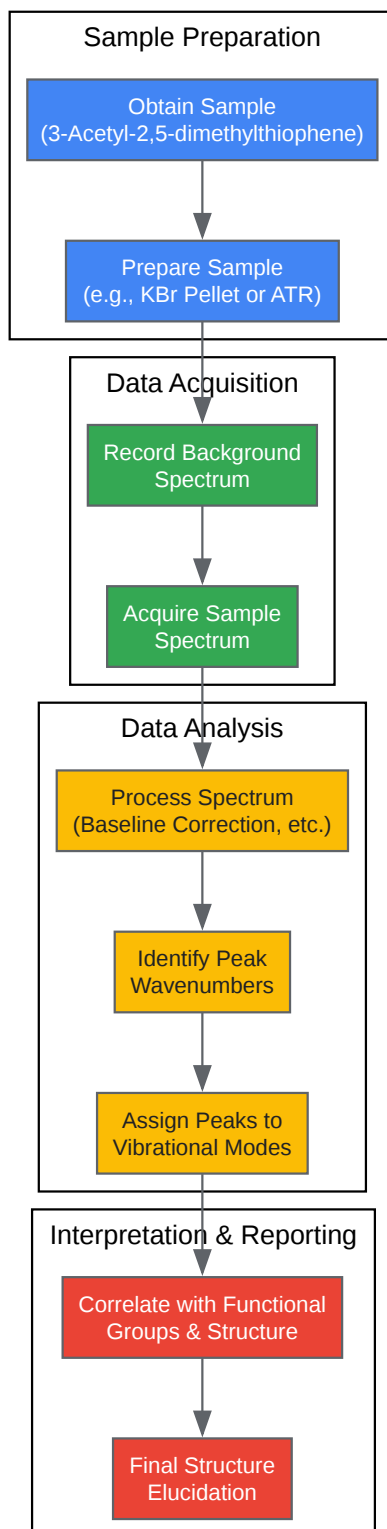 Sample Preparation
Obtain Sample
(3-Acetyl-2,5-dimethylthiophene)
Prepare Sample
(e.g., KBr Pellet or ATR)
Data Acquisition
Record Background
Spectrum
Acquire Sample
Spectrum
Data Analysis
Process Spectrum
(Baseline Correction, etc.)
Identify Peak
Wavenumbers
Assign Peaks to
Vibrational Modes
Interpretation & Reporting
Correlate with Functional
Groups & Structure
Final Structure
Elucidation